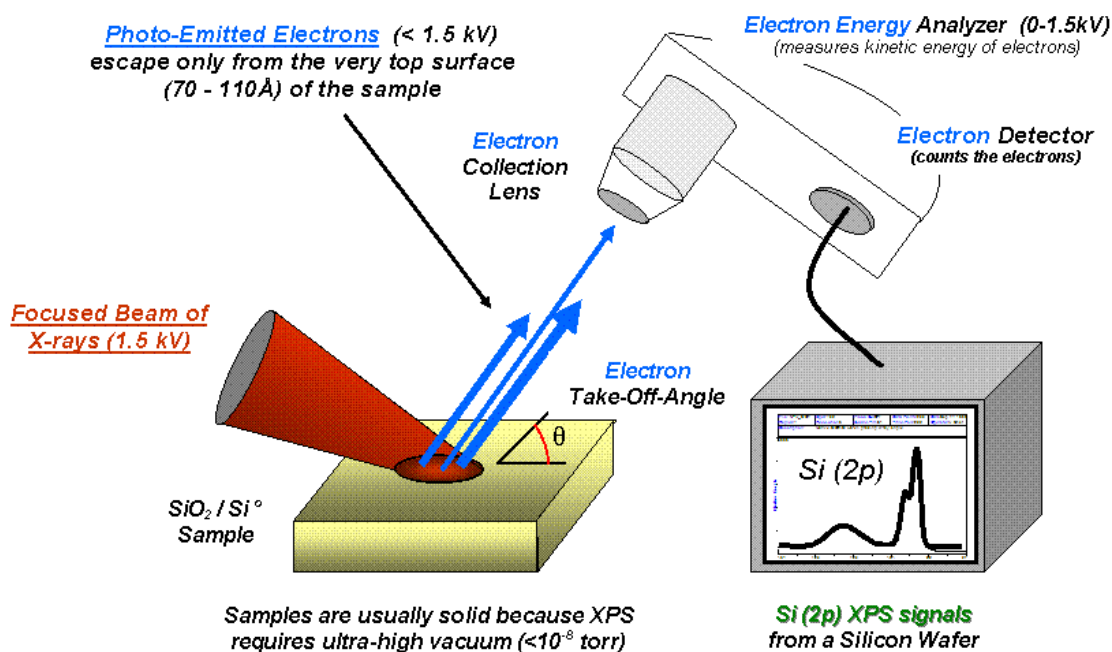 Photo-Emitted Electrons (< 1.5 kV)
escape only from the very top surface
(70 - 110Å) of the sample
Electron Energy Analyzer (0-1.5kV)
(measures kinetic energy of electrons)
Electron Detector
(counts the electrons)
Electron
Collection
Lens
Focused Beam of
X-rays (1.5 kV)
Electron
Take-Off-Angle
θ
SiO₂ / Si°
Sample
Si (2p)
Samples are usually solid because XPS
requires ultra-high vacuum (<10⁻⁸ torr)
Si (2p) XPS signals
from a Silicon Wafer